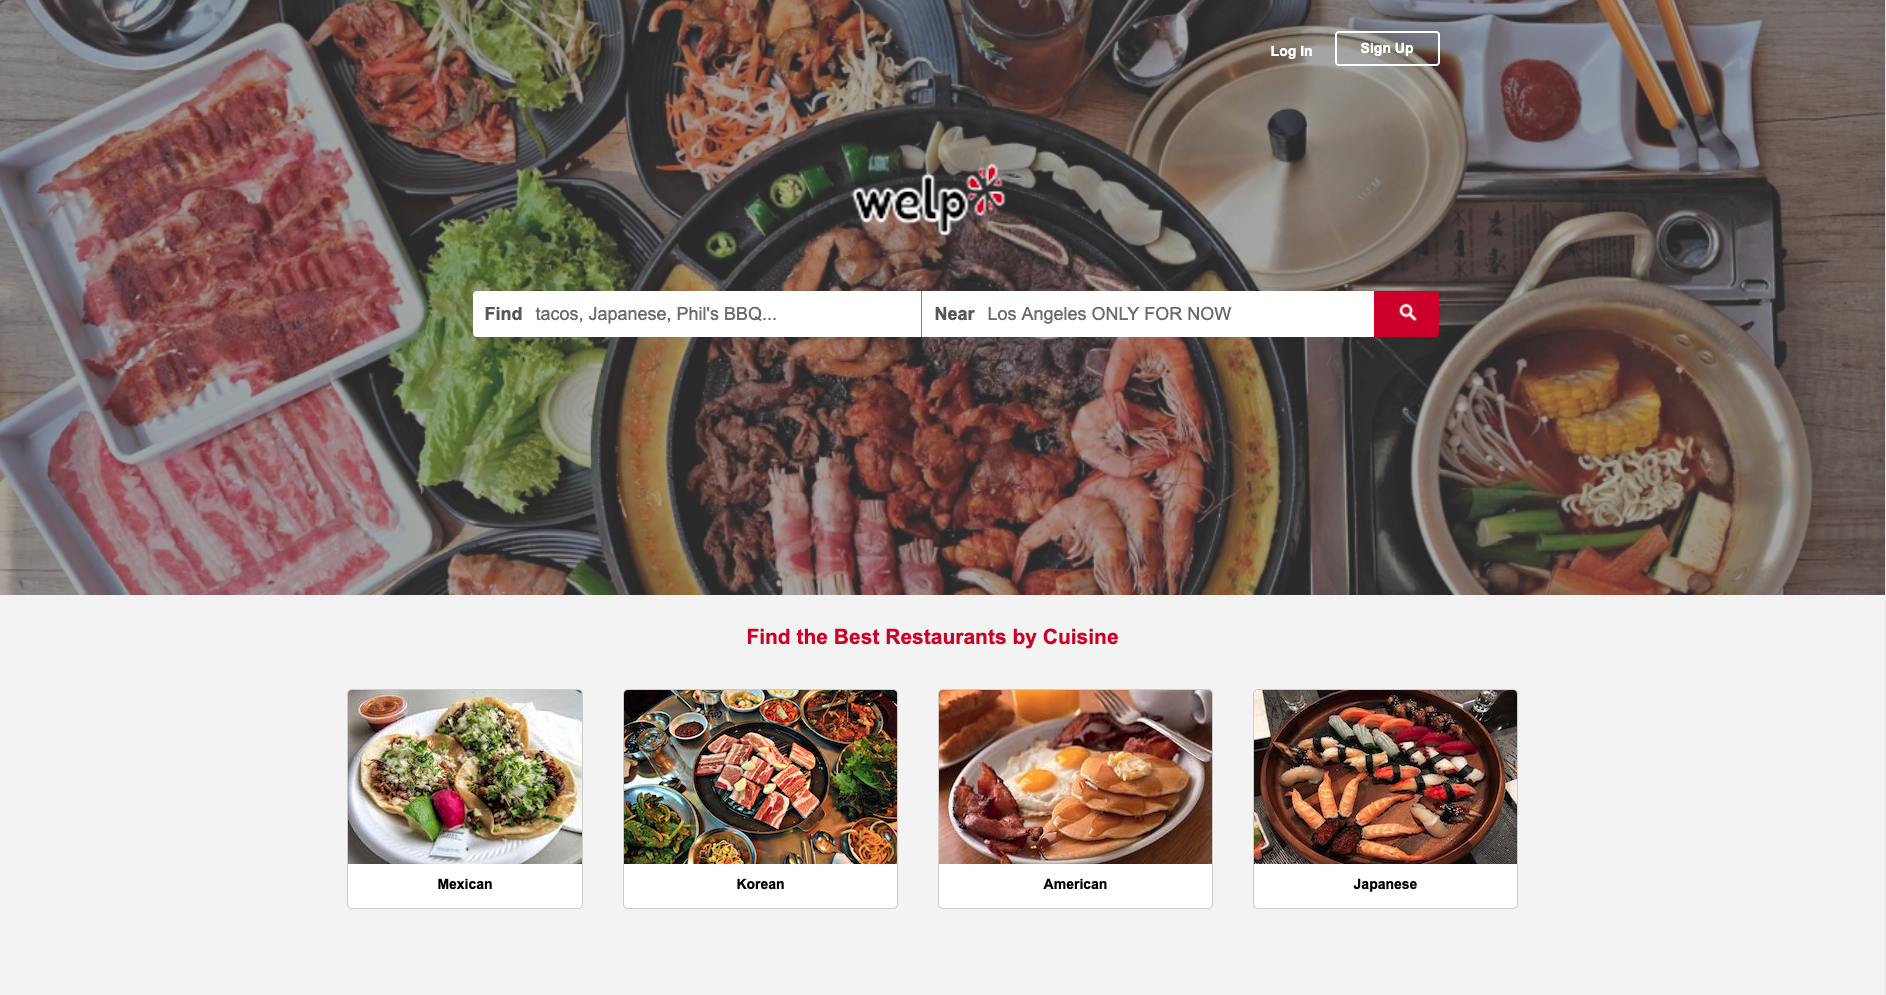 Log In
Sign Up
welp
Find tacos, Japanese, Phil's BBQ...
Near Los Angeles ONLY FOR NOW
Find the Best Restaurants by Cuisine
Mexican
Korean
American
Japanese